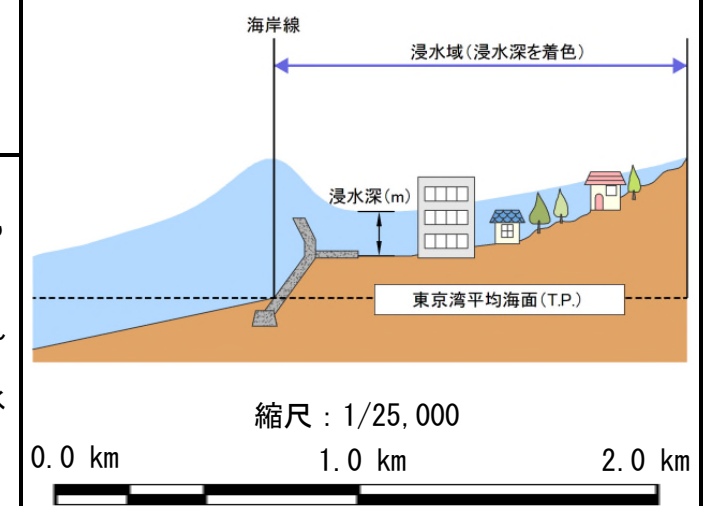 海岸線
浸水域（浸水深を着色）
浸水深（m）
東京湾平均海面（T.P.）
縮尺：1/25,000
0.0 km 1.0 km 2.0 km